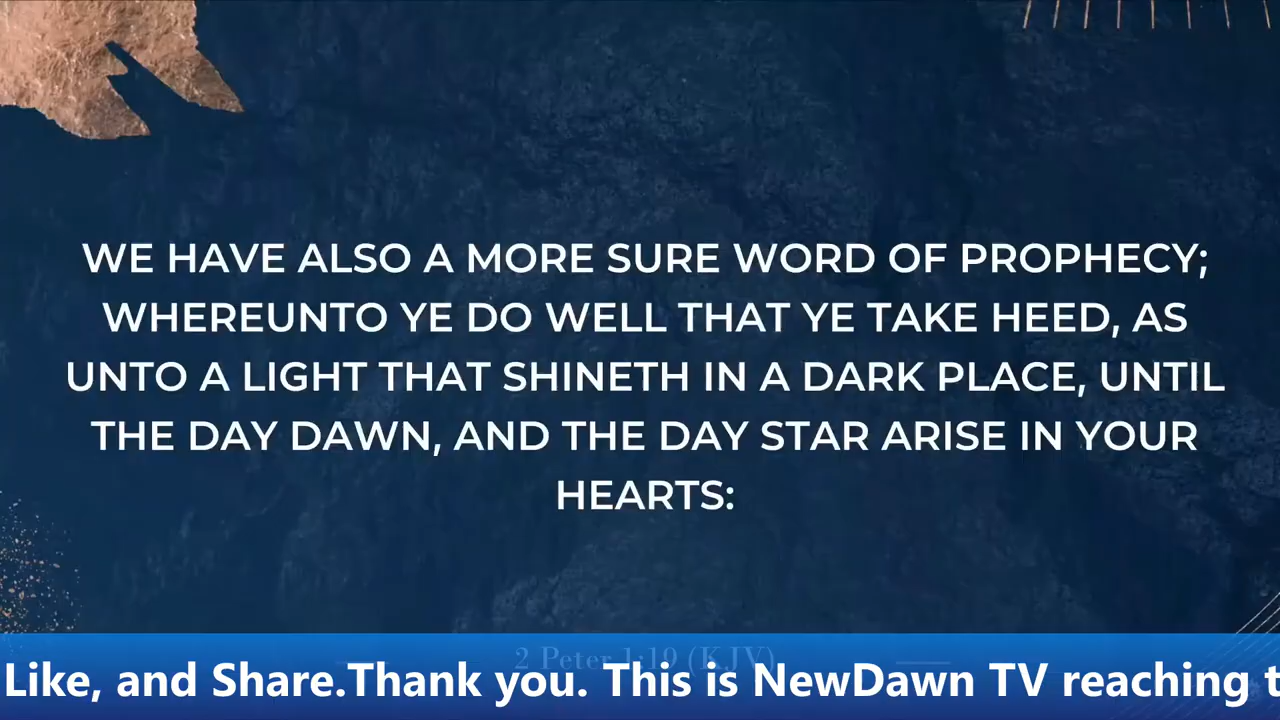 WE HAVE ALSO A MORE SURE WORD OF PROPHECY;
WHEREUNTO YE DO WELL THAT YE TAKE HEED, AS
UNTO A LIGHT THAT SHINETH IN A DARK PLACE, UNTIL
THE DAY DAWN, AND THE DAY STAR ARISE IN YOUR
HEARTS:
2 Peter 1:19 (KJV)
Like, and Share.Thank you. This is NewDawn TV reaching t